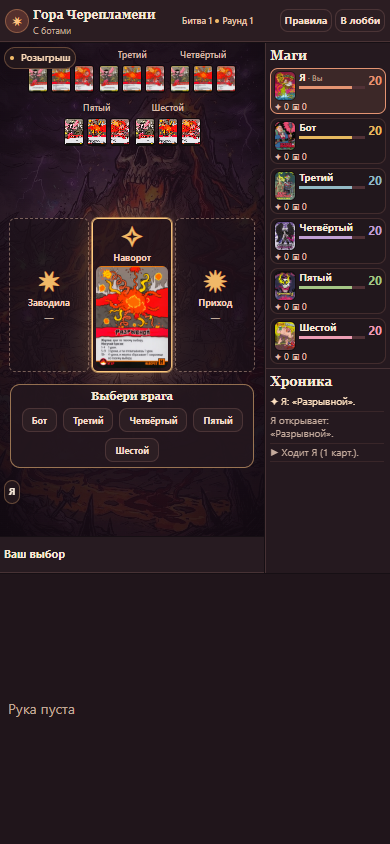 Гора Черепламени
С ботами
Битва 1 • Раунд 1
Правила
В лобби
Розыгрыш
Третий
Четвёртый
Пятый
Шестой
Заводила
—
Наворот
Приход
—
Выбери врага
Бот
Третий
Четвёртый
Пятый
Шестой
Я
Ваш выбор
Рука пуста
Маги
Я · Вы
20
0 0
Бот
20
0 0
Третий
20
0 0
Четвёртый
20
0 0
Пятый
20
0 0
Шестой
20
0 0
Хроника
✦ Я: «Разрывной».
Я открывает:
«Разрывной».
▶ Ходит Я (1 карт.).